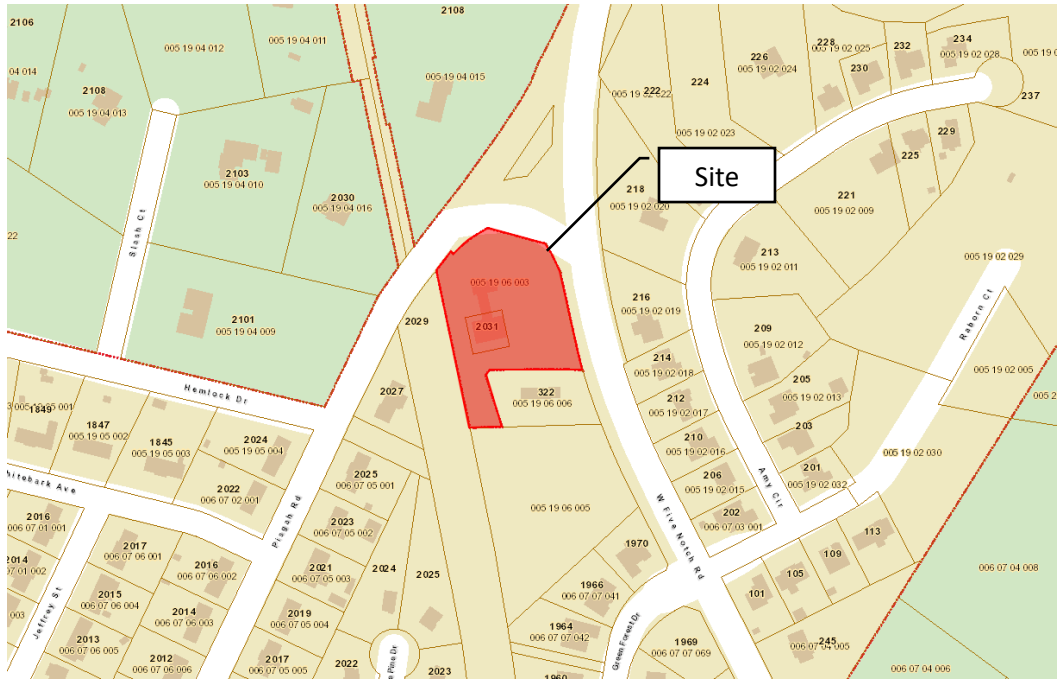 2106
005 19 04 012
005 19 04 011
2108
04 014
2108
005 19 04 013
005 19 04 015
2103
005 19 04 010
2030
005 19 04 016
22
Slash Ct
2101
005 19 04 009
Hemlock Dr
228
005 19 02 025
226
005 19 02 024
232
234
005 19 02 028
005 19 0
230
224
222
237
005 19 02 023
229
225
Site
218
005 19 02 020
221
005 19 02 009
213
005 19 02 011
005 19 02 029
Raborn Ct
005 19 06 003
2031
2029
216
005 19 02 019
209
005 19 02 012
214
005 19 02 018
205
005 19 02 013
005 19 02 005
005 2
212
005 19 02 017
203
210
005 19 02 016
005 19 02 030
201
005 19 02 032
206
005 19 02 015
Amy Cir
202
006 07 03 001
322
005 19 06 006
2027
1849
1847
005 19 05 002
1845
005 19 05 003
2024
005 19 05 004
2022
006 07 02 001
hitebark Ave
Pisgah Rd
2025
006 07 05 001
2023
006 07 05 002
2021
006 07 05 003
2019
006 07 05 004
2017
006 07 05 005
2024
2025
2022
2023
Pine Dr
005 19 06 005
W Five Notch Rd
1970
1966
006 07 07 041
1964
006 07 07 042
1960
Green Forest Dr
1969
006 07 07 069
113
109
105
101
245
006 07 04 005
006 07 04 008
006 07 04 006
2016
006 07 01 001
2014
07 01 002
003
Jeffrey St
2017
006 07 06 001
2016
006 07 06 002
2015
006 07 06 004
2014
006 07 06 003
2013
006 07 06 005
2012
006 07 06 006